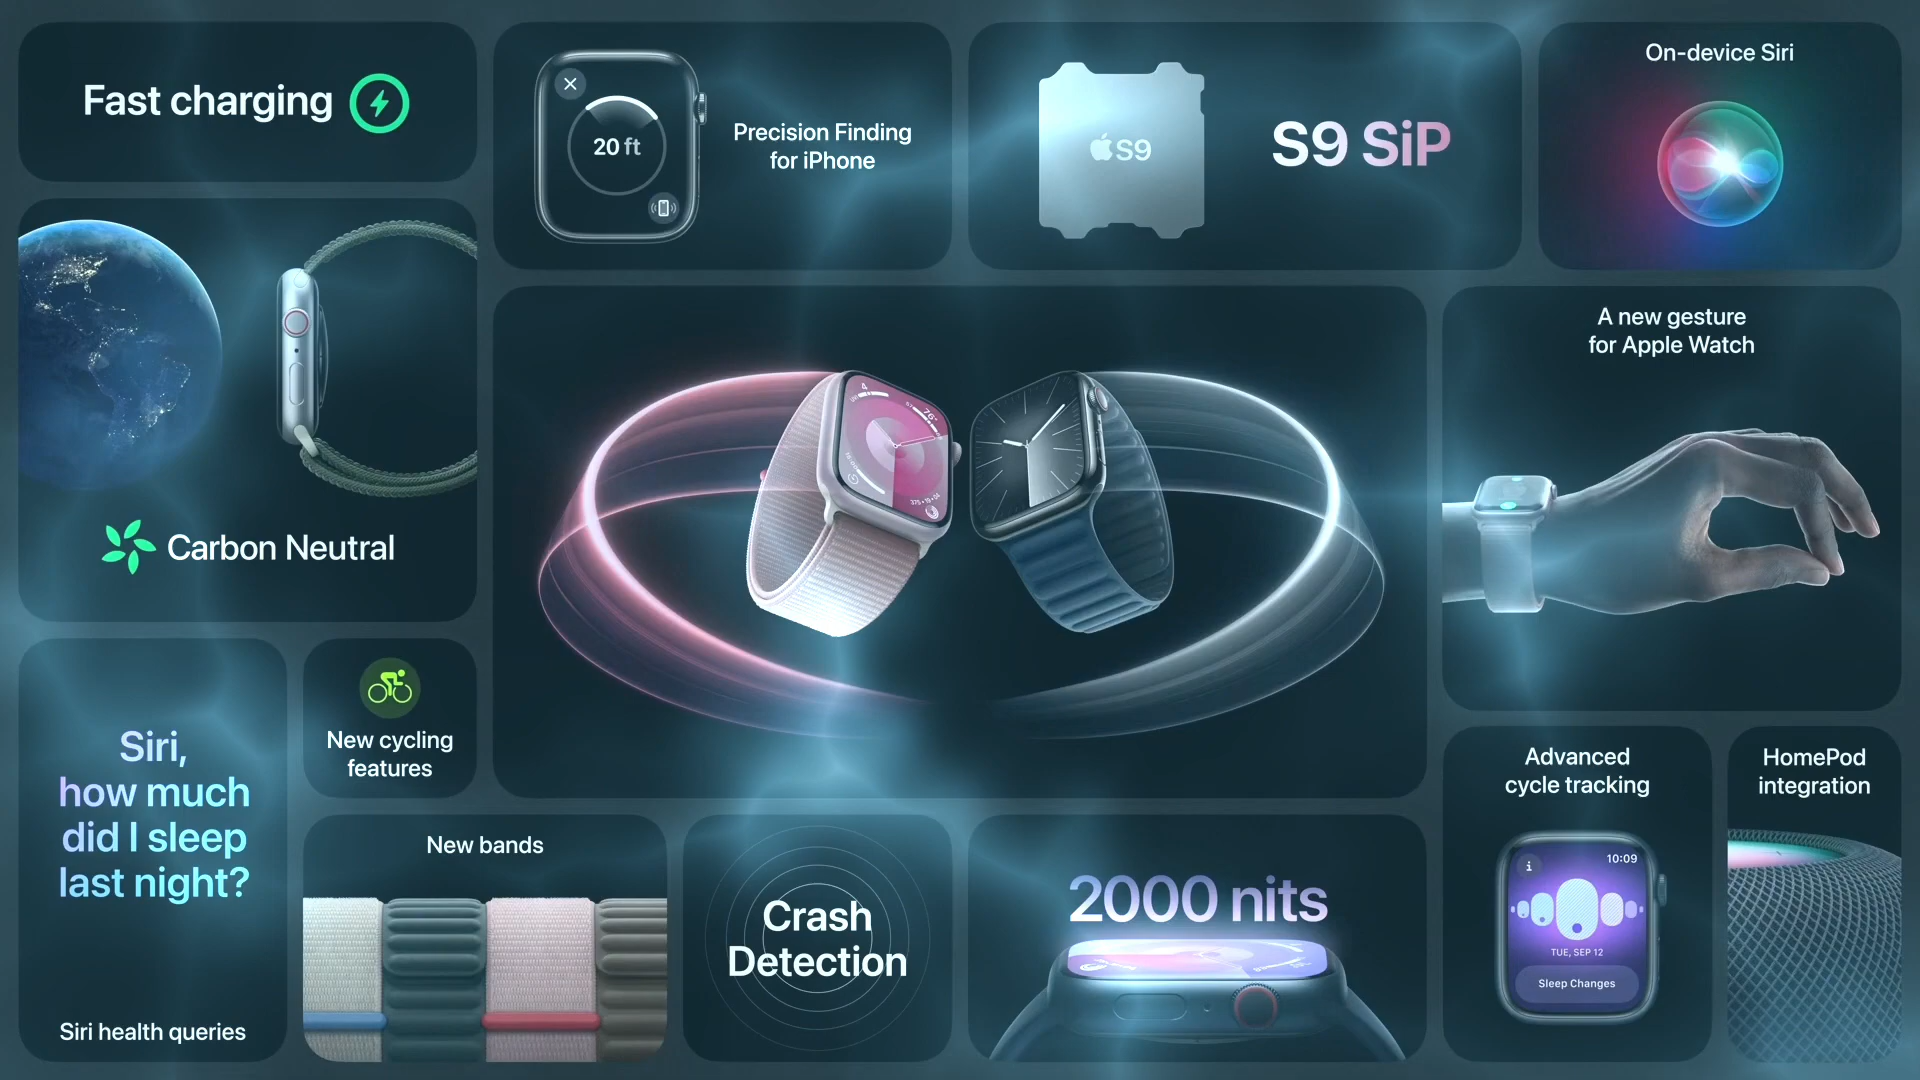 Fast charging
20 ft
Precision Finding
for iPhone
S9
S9 SiP
On-device Siri
Carbon Neutral
A new gesture
for Apple Watch
Siri,
how much
did I sleep
last night?
Siri health queries
New cycling
features
New bands
Crash
Detection
2000 nits
Advanced
cycle tracking
10:09
TUE, SEP 12
Sleep Changes
HomePod
integration